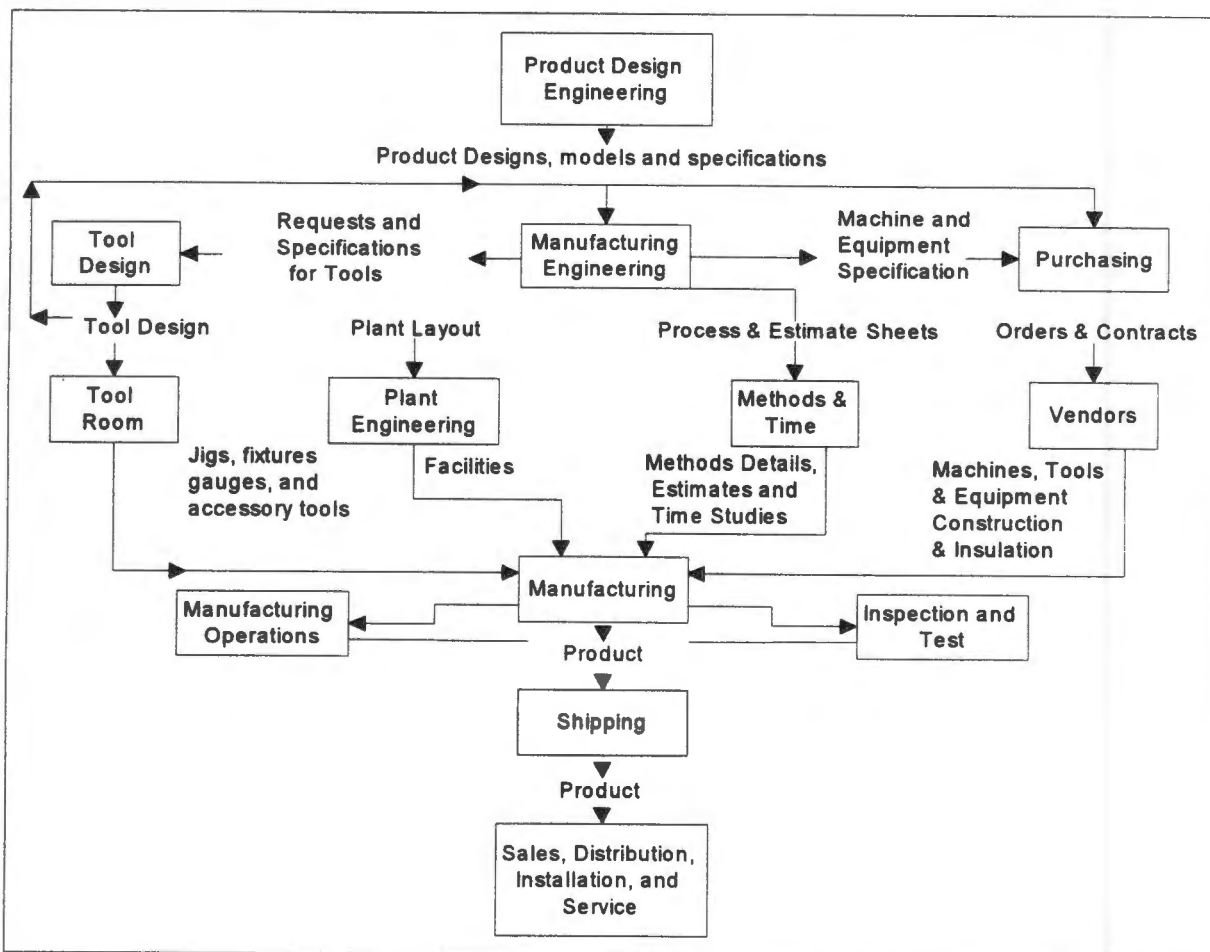 Product Design
Engineering
Product Designs, models and specifications
Requests and
Specifications
for Tools
Machine and
Equipment
Specification
Tool
Design
Manufacturing
Engineering
Purchasing
Tool Design
Plant Layout
Process & Estimate Sheets
Orders & Contracts
Tool
Room
Plant
Engineering
Methods &
Time
Vendors
Jigs, fixtures
gauges, and
accessory tools
Facilities
Methods Details,
Estimates and
Time Studies
Machines, Tools
& Equipment
Construction
& Insulation
Manufacturing
Manufacturing
Operations
Inspection and
Test
Product
Shipping
Product
Sales, Distribution,
Installation, and
Service